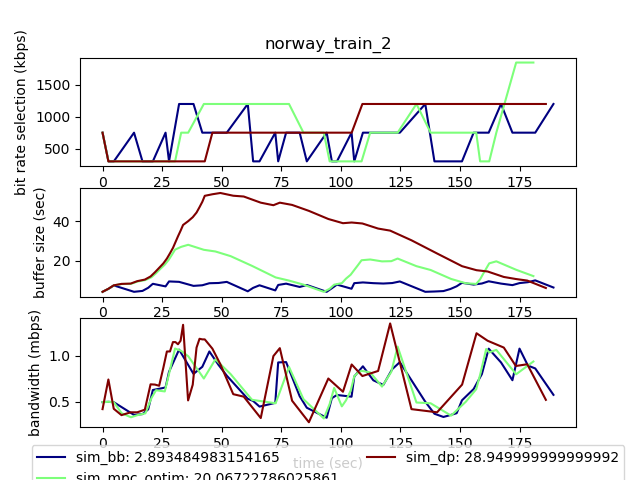 norway_train_2
bit rate selection (kbps)
1500
1000
500
0 25 50 75 100 125 150 175
buffer size (sec)
40
20
0 25 50 75 100 125 150 175
bandwidth (mbps)
1.0
0.5
0 25 50 75 100 125 150 175
time (sec)
sim_bb: 2.893484983154165
sim_dp: 28.949999999999992
sim_mpc_optim: 20.06722786025861